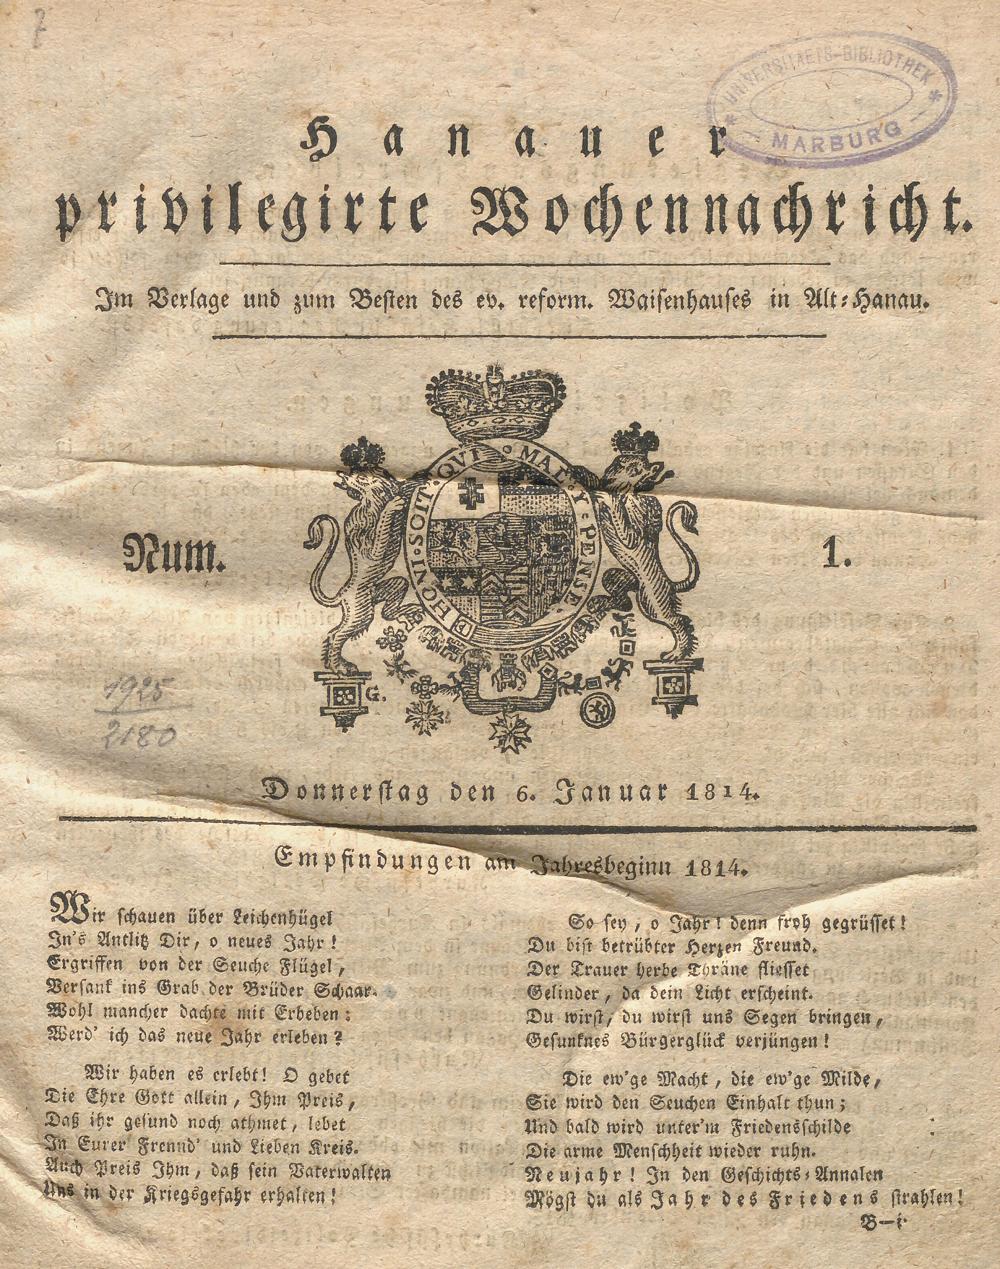 7
UNIVERSITAETS-BIBLIOTHEK
* MARBURG *
Hanauer
privilegirte Wochennachricht.
Im Verlage und zum Besten des ev. reform. Waisenhauses in Alt-Hanau.
HONI·SOIT·QVI MAL·Y·PENSE.
G.
Num. 1.
1925
2180
Donnerstag den 6. Januar 1814.
Empfindungen am Jahresbeginn 1814.
Wir schauen über Leichenhügel
In's Antlitz Dir, o neues Jahr!
Ergriffen von der Seuche Flügel,
Versank ins Grab der Brüder Schaar.
Wohl mancher dachte mit Erbeben:
Werd' ich das neue Jahr erleben?
Wir haben es erlebt! O gebet
Die Ehre Gott allein, Ihm Preis,
Daß ihr gesund noch athmet, lebet
In Eurer Freund' und Lieben Kreis.
Auch Preis Ihm, daß sein Vaterwalten
Uns in der Kriegsgefahr erhalten!
So sey, o Jahr! denn froh gegrüsset!
Du bist betrübter Herzen Freund.
Der Trauer herbe Thräne fliesset
Gelinder, da dein Licht erscheint.
Du wirst, du wirst uns Segen bringen,
Gesunknes Bürgerglück verjüngen!
Die ew'ge Macht, die ew'ge Milde,
Sie wird den Seuchen Einhalt thun;
Und bald wird unter'm Friedensschilde
Die arme Menschheit wieder ruhn.
Neujahr! In den Geschichts-Annalen
Mögst du als Jahr des Friedens strahlen!
B—i·